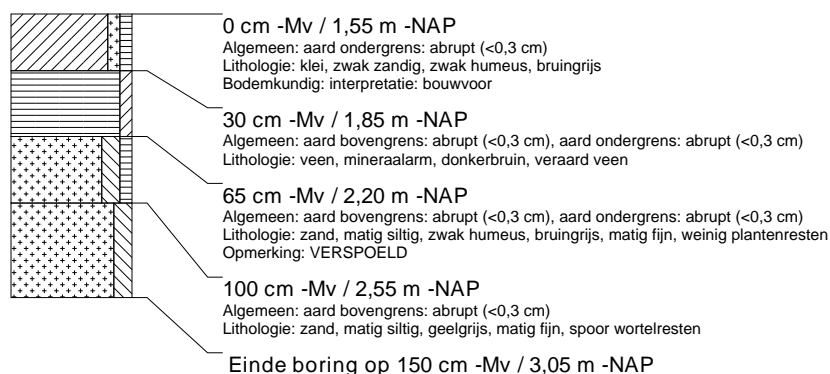 0 cm -Mv / 1,55 m -NAP
Algemeen: aard ondergrens: abrupt (<0,3 cm)
Lithologie: klei, zwak zandig, zwak humeus, bruingrijs
Bodemkundig: interpretatie: bouwvoor
30 cm -Mv / 1,85 m -NAP
Algemeen: aard bovengrens: abrupt (<0,3 cm), aard ondergrens: abrupt (<0,3 cm)
Lithologie: veen, mineraalarm, donkerbruin, veraard veen
65 cm -Mv / 2,20 m -NAP
Algemeen: aard bovengrens: abrupt (<0,3 cm), aard ondergrens: abrupt (<0,3 cm)
Lithologie: zand, matig siltig, zwak humeus, bruingrijs, matig fijn, weinig plantenresten
Opmerking: VERSPOELD
100 cm -Mv / 2,55 m -NAP
Algemeen: aard bovengrens: abrupt (<0,3 cm)
Lithologie: zand, matig siltig, geelgrijs, matig fijn, spoor wortelresten
Einde boring op 150 cm -Mv / 3,05 m -NAP